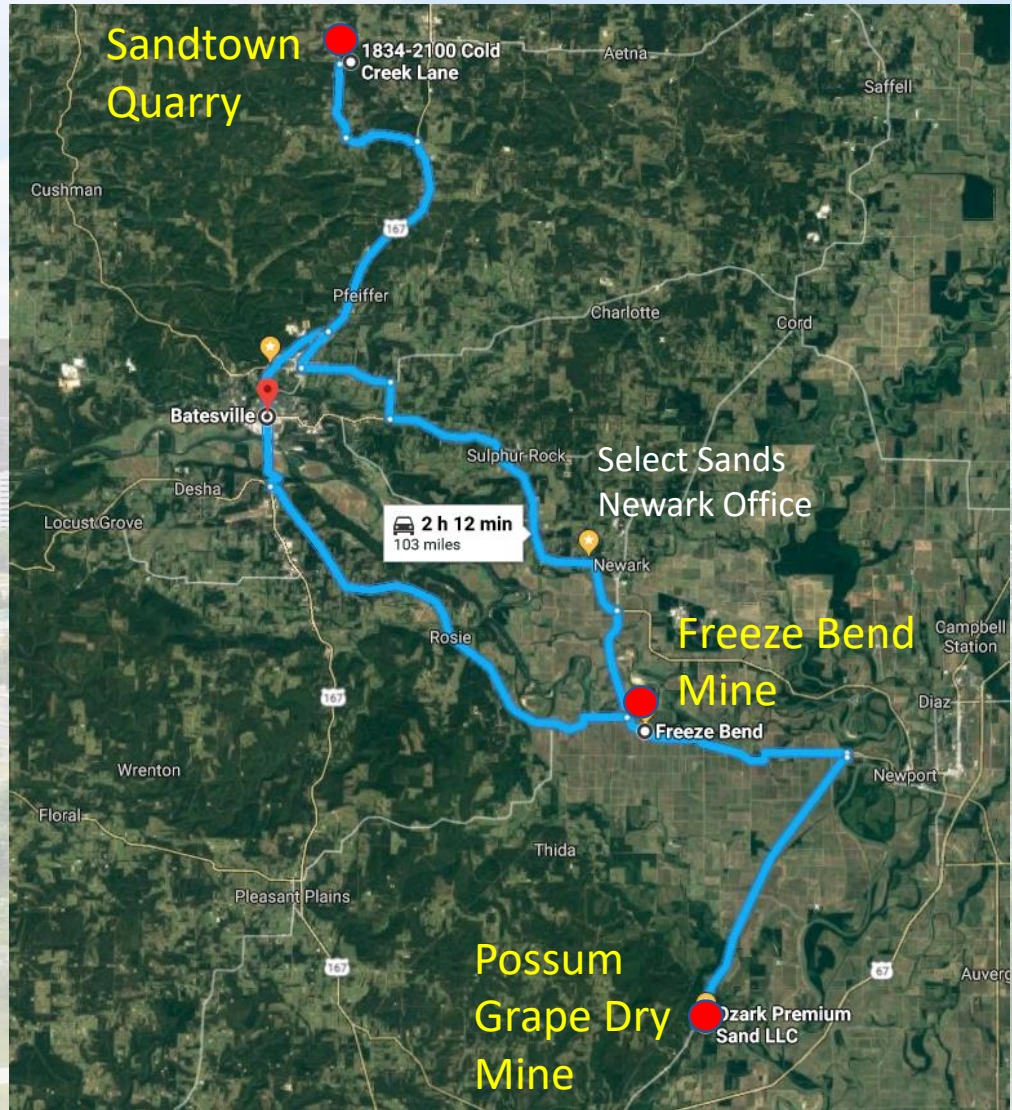 Sandtown
Quarry
1834-2100 Cold
Creek Lane
Aetna
Saffell
Cushman
167
Pfeiffer
Charlotte
Cord
Batesville
Sulphur Rock
Select Sands
Newark Office
Desha
Locust Grove
2 h 12 min
103 miles
Newark
Rosie
Freeze Bend
Mine
Campbell
Station
167
Diaz
Freeze Bend
Wrenton
Newport
Floral
Thida
Pleasant Plains
Possum
Grape Dry
Mine
167
67
Auverg
Ozark Premium
Sand LLC